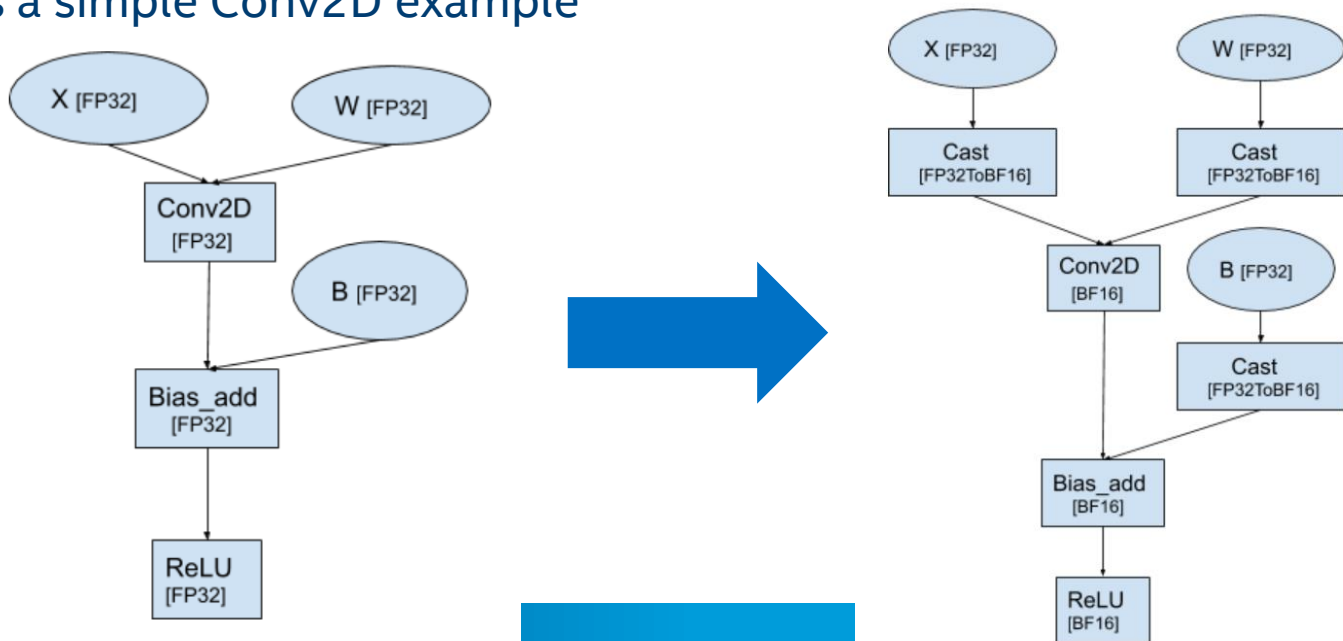 s a simple Conv2D example
X [FP32]
W [FP32]
Conv2D
[FP32]
B [FP32]
Bias_add
[FP32]
ReLU
[FP32]
X [FP32]
W [FP32]
Cast
[FP32ToBF16]
Cast
[FP32ToBF16]
Conv2D
[BF16]
B [FP32]
Cast
[FP32ToBF16]
Bias_add
[BF16]
ReLU
[BF16]